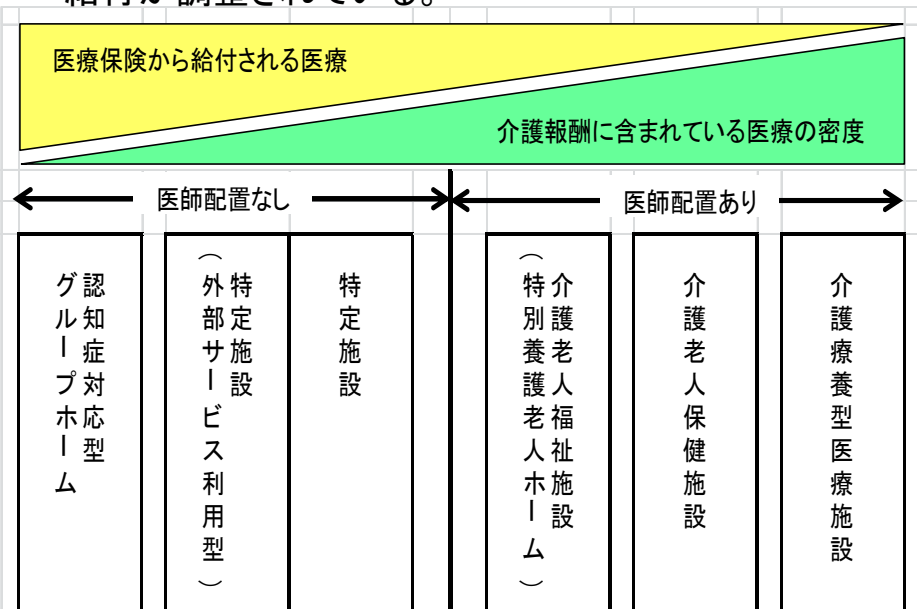 給付が調整されている。
医療保険から給付される医療
介護報酬に含まれている医療の密度
医師配置なし
医師配置あり
認知症対応型
グループホーム
特定施設
（外部サービス利用型）
特定施設
介護老人福祉施設
（特別養護老人ホーム）
介護老人保健施設
介護療養型医療施設